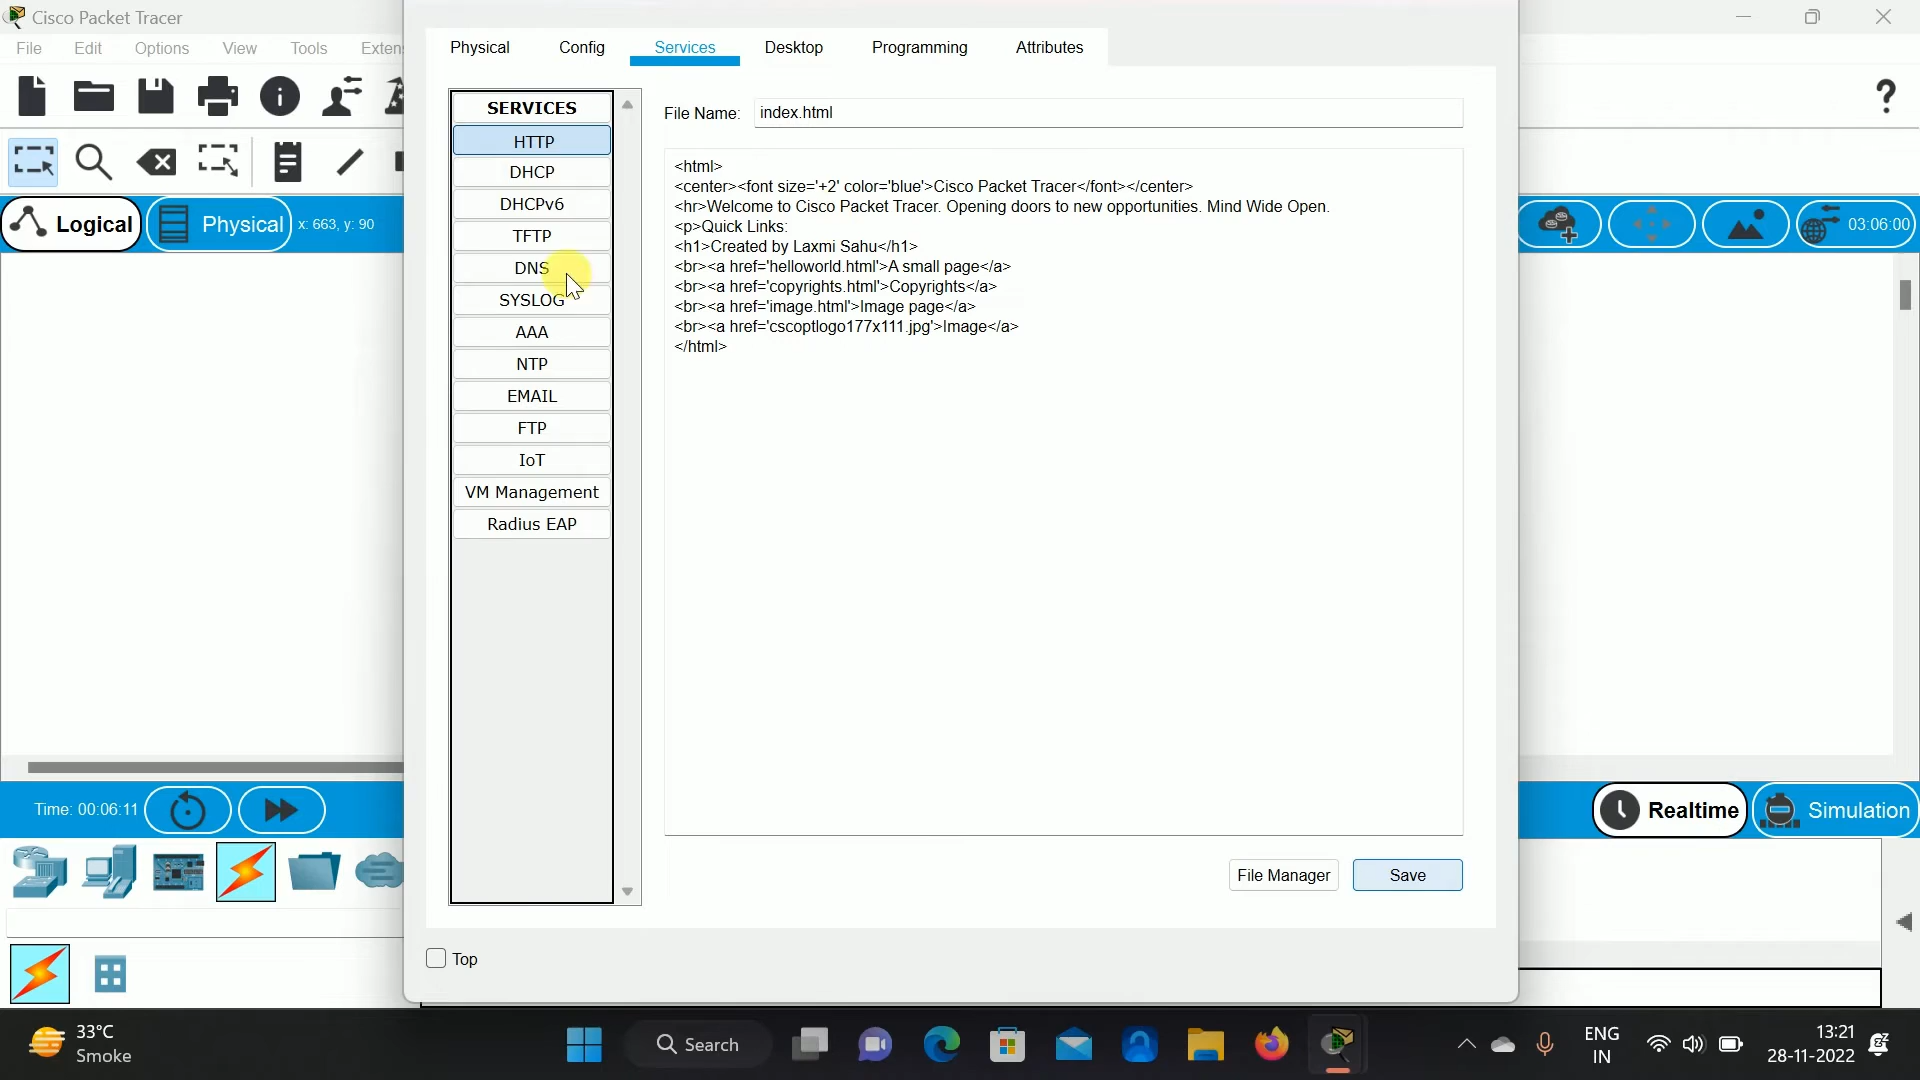 Cisco Packet Tracer
File Edit Options View Tools Exten
Physical Config Services Desktop Programming Attributes
SERVICES
HTTP
DHCP
DHCPv6
TFTP
DNS
SYSLOG
AAA
NTP
EMAIL
FTP
IoT
VM Management
Radius EAP
File Name: index.html
<html>
<center><font size='+2' color='blue'>Cisco Packet Tracer</font></center>
<hr>Welcome to Cisco Packet Tracer. Opening doors to new opportunities. Mind Wide Open.
<p>Quick Links:
<h1>Created by Laxmi Sahu</h1>
<br><a href='helloworld.html'>A small page</a>
<br><a href='copyrights.html'>Copyrights</a>
<br><a href='image.html'>Image page</a>
<br><a href='cscoptlogo177x111.jpg'>Image</a>
</html>
File Manager Save
Top
Logical Physical x: 663, y: 90
03:06:00
Time: 00:06:11
Realtime Simulation
33°C
Smoke
Search
ENG
IN
13:21
28-11-2022